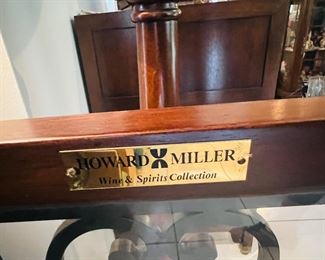 HOWARD MILLER
Wine & Spirits Collection